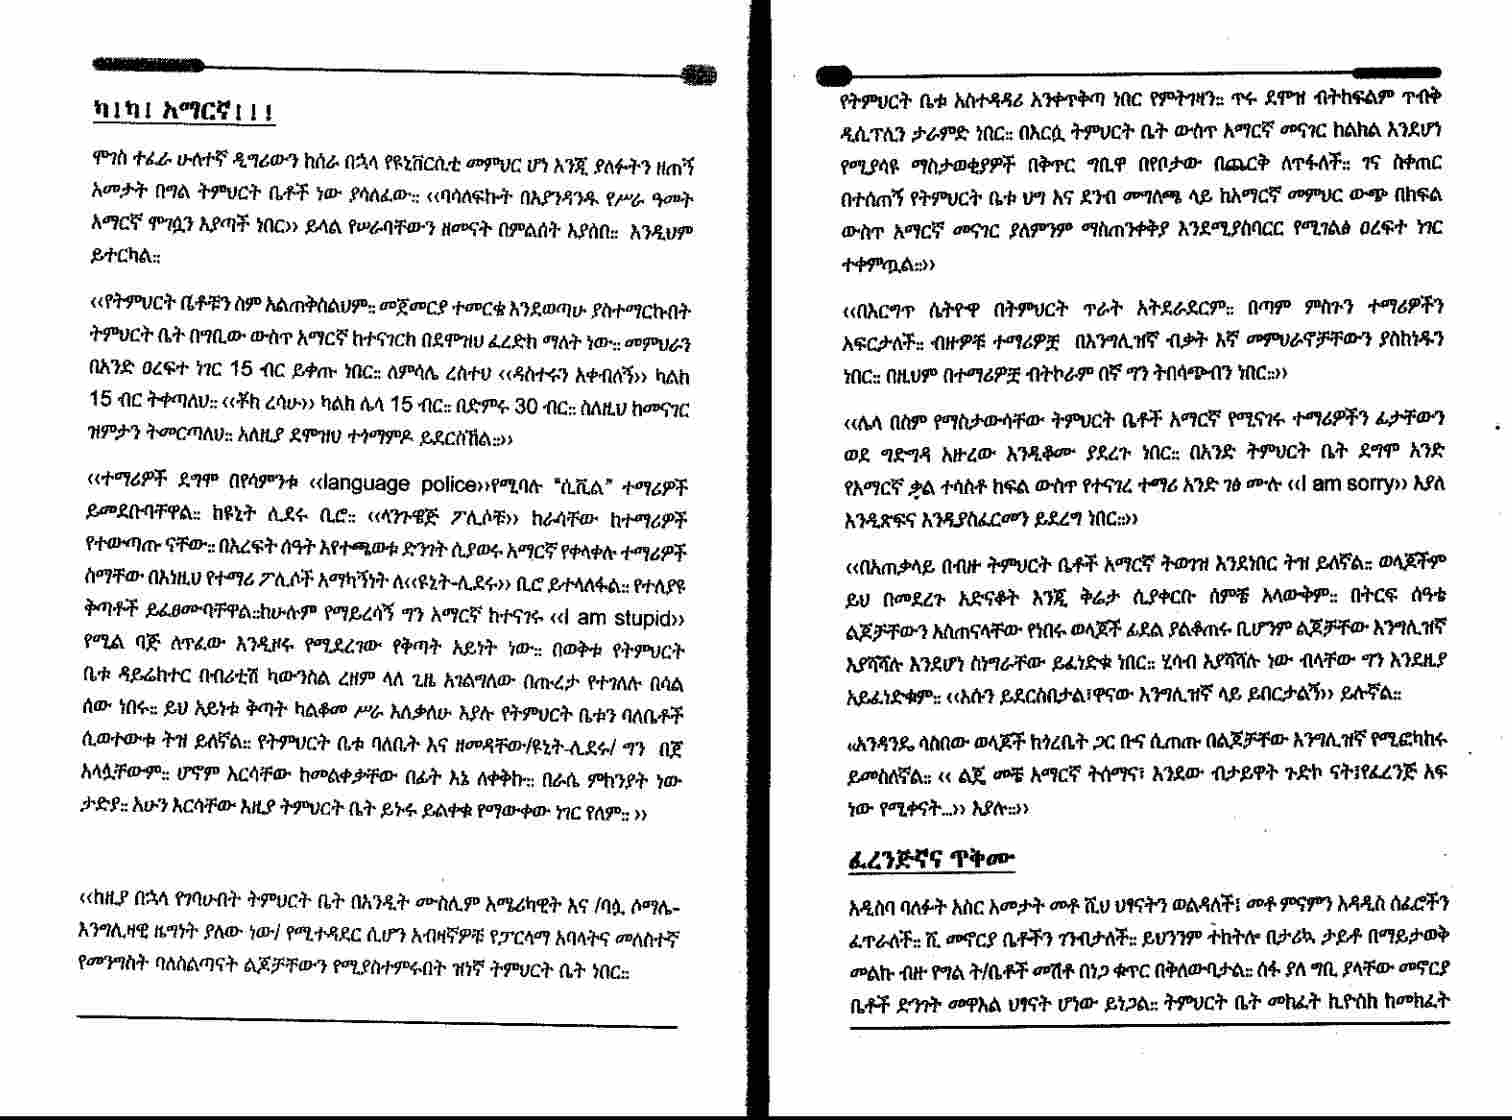 ካ!ካ! አማርኛ!!!
ሞገስ ተፈራ ሁለተኛ ዲግሪውን ከሰራ በኋላ የዩኒቨርሲቲ መምህር ሆነ እንጂ ያለፉትን ዘጠኝ
አመታት በግል ትምህርት ቤቶች ነው ያሳለፈው። ‹‹ባሳለፍኩት በእያንዳንዱ የሥራ ዓመት
አማርኛ ሞገሷን እያጣች ነበር›› ይላል የሠራባቸውን ዘመናት በምልሰት እያሰበ። እንዲህም
ይተርካል።
‹‹የትምህርት ቤቶቹን ስም አልጠቅስልህም። መጀመርያ ተመርቄ እንደወጣሁ ያስተማርኩበት
ትምህርት ቤት በግቢው ውስጥ አማርኛ ከተናገርክ በደሞዝህ ፈረድክ ማለት ነው። መምህራን
በአንድ ዐረፍተ ነገር 15 ብር ይቀጡ ነበር። ለምሳሌ ረስተህ ‹‹ዳስተሩን አቀብለኝ›› ካልክ
15 ብር ትቀጣለህ። ‹‹ቾክ ረሳሁ›› ካልክ ሌላ 15 ብር። በድምሩ 30 ብር። ስለዚህ ከመናገር
ዝምታን ትመርጣለህ። አለዚያ ደሞዝህ ተጎማምዶ ይደርስሻል።››
‹‹ተማሪዎች ደግሞ በየሳምንቱ ‹‹language police››የሚባሉ “ሲቪል” ተማሪዎች
ይመደቡባቸዋል። ከዩኒት ሊደሩ ቢሮ። ‹‹ላንጉዌጅ ፖሊሶቹ›› ከራሳቸው ከተማሪዎች
የተውጣጡ ናቸው። በእረፍት ሰዓት እየተጫወቱ ድንገት ሲያወሩ አማርኛ የቀላቀሉ ተማሪዎች
ስማቸው በእነዚህ የተማሪ ፖሊሶች አማካኝነት ለ‹‹ዩኒት-ሊደሩ›› ቢሮ ይተላለፋል። የተለያዩ
ቅጣቶች ይፈፀሙባቸዋል።ከሁሉም የማይረሳኝ ግን አማርኛ ከተናገሩ ‹‹I am stupid››
የሚል ባጅ ለጥፈው እንዲዞሩ የሚደረገው የቅጣት አይነት ነው። በወቅቱ የትምህርት
ቤቱ ዳይሬክተር በብሪቲሽ ካውንስል ረዘም ላለ ጊዜ አገልግለው በጡረታ የተገለሉ በሳል
ሰው ነበሩ። ይህ አይነቱ ቅጣት ካልቆመ ሥራ እለቃለሁ እያሉ የትምህርት ቤቱን ባለቤቶች
ሲወተውቱ ትዝ ይለኛል። የትምህርት ቤቱ ባለቤት እና ዘመዳቸው/ዩኒት-ሊደሩ/ ግን በጀ
አላሏቸውም። ሆኖም እርሳቸው ከመልቀቃቸው በፊት እኔ ለቀቅኩ። በራሴ ምክንያት ነው
ታድያ። አሁን እርሳቸው እዚያ ትምህርት ቤት ይኑሩ ይልቀቁ የማውቀው ነገር የለም። ››
‹‹ከዚያ በኋላ የገባሁበት ትምህርት ቤት በአንዲት ሙስሊም አሜሪካዊት እና /ባሏ ሶማሌ-
እንግሊዛዊ ዜግነት ያለው ነው/ የሚተዳደር ሲሆን አብዛኛዎቹ የፓርላማ አባላትና መለስተኛ
የመንግስት ባለስልጣናት ልጆቻቸውን የሚያስተምሩበት ዝነኛ ትምህርት ቤት ነበር።
የትምህርት ቤቱ አስተዳዳሪ አንቀጥቅጣ ነበር የምትገዛን። ጥሩ ደሞዝ ብትከፍልም ጥብቅ
ዲሲፕሊን ታራምድ ነበር። በእርሷ ትምህርት ቤት ውስጥ አማርኛ መናገር ክልክል እንደሆነ
የሚያሳዩ ማስታወቂያዎች በቅጥር ግቢዋ በየቦታው በጨርቅ ለጥፋለች። ገና ስቀጠር
በተሰጠኝ የትምህርት ቤቱ ህግ እና ደንብ መግለጫ ላይ ከአማርኛ መምህር ውጭ በክፍል
ውስጥ አማርኛ መናገር ያለምንም ማስጠንቀቅያ እንደሚያስባርር የሚገልፅ ዐረፍተ ነገር
ተቀምጧል።››
‹‹በእርግጥ ሴትዮዋ በትምህርት ጥራት አትደራደርም። በጣም ምስጉን ተማሪዎችን
አፍርታለች። ብዙዎቹ ተማሪዎቿ በእንግሊዝኛ ብቃት እኛ መምህራኖቻቸውን ያስከነዱን
ነበር። በዚህም በተማሪዎቿ ብትኮራም በኛ ግን ትበሳጭብን ነበር።››
‹‹ሌላ በስም የማስታውሳቸው ትምህርት ቤቶች አማርኛ የሚናገሩ ተማሪዎችን ፊታቸውን
ወደ ግድግዳ አዙረው እንዲቆሙ ያደረጉ ነበር። በአንድ ትምህርት ቤት ደግሞ አንድ
የአማርኛ ቃል ተሳስቶ ከፍል ውስጥ የተናገረ ተማሪ አንድ ገፅ ሙሉ ‹‹I am sorry›› እያለ
እንዲጽፍና እንዲያስፈርመን ይደረግ ነበር።››
‹‹በአጠቃላይ በብዙ ትምህርት ቤቶች አማርኛ ትወገዝ እንደነበር ትዝ ይለኛል። ወላጆችም
ይህ በመደረጉ አድናቆት እንጂ ቅሬታ ሲያቀርቡ ሰምቼ አላውቅም። በትርፍ ሰዓቴ
ልጆቻቸውን አስጠናላቸው የነበሩ ወላጆች ፊደል ያልቆጠሩ ቢሆንም ልጆቻቸው እንግሊዝኛ
እያሻሻሉ እንደሆነ ስነግራቸው ይፈነድቁ ነበር። ሂሳብ እያሻሻሉ ነው ብላቸው ግን እንደዚያ
አይፈነድቁም። ‹‹እሱን ይደርስበታል፣ዋናው እንግሊዝኛ ላይ ይበርታልኝ›› ይሉኛል።
‹‹አንዳንዴ ሳስበው ወላጆች ከጎረቤት ጋር ቡና ሲጠጡ በልጆቻቸው እንግሊዝኛ የሚፎካከሩ
ይመስለኛል። ‹‹ ልጄ መቼ አማርኛ ትሰማና፣ እንደው ብታይዋት ጉድኮ ናት፣የፈረንጅ አፍ
ነው የሚቀናት...›› እያሉ።››
ፈረንጅኛና ጥቅሙ
አዲስባ ባለፉት አስር አመታት መቶ ሺህ ህፃናትን ወልዳለች፤ መቶ ምናምን አዳዲስ ሰፈሮችን
ፈጥራለች። ሺ መኖርያ ቤቶችን ገንብታለች። ይህንንም ተከትሎ በታሪኳ ታይቶ በማይታወቅ
መልኩ ብዙ የግል ት/ቤቶች መሽቶ በነጋ ቁጥር በቅለውባታል። ሰፋ ያለ ግቢ ያላቸው መኖርያ
ቤቶች ድንገት መዋእለ ህፃናት ሆነው ይነጋል። ትምህርት ቤት መክፈት ኪዮስክ ከመክፈት